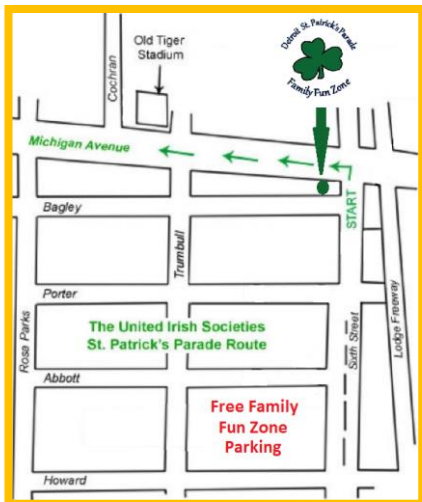 Detroit St. Patrick's Parade
Family Fun Zone
Old Tiger
Stadium
Cochran
Michigan Avenue
START
Bagley
Trumbull
Porter
Lodge Freeway
Sixth Street
Rosa Parks
The United Irish Societies
St. Patrick's Parade Route
Abbott
Free Family
Fun Zone
Parking
Howard